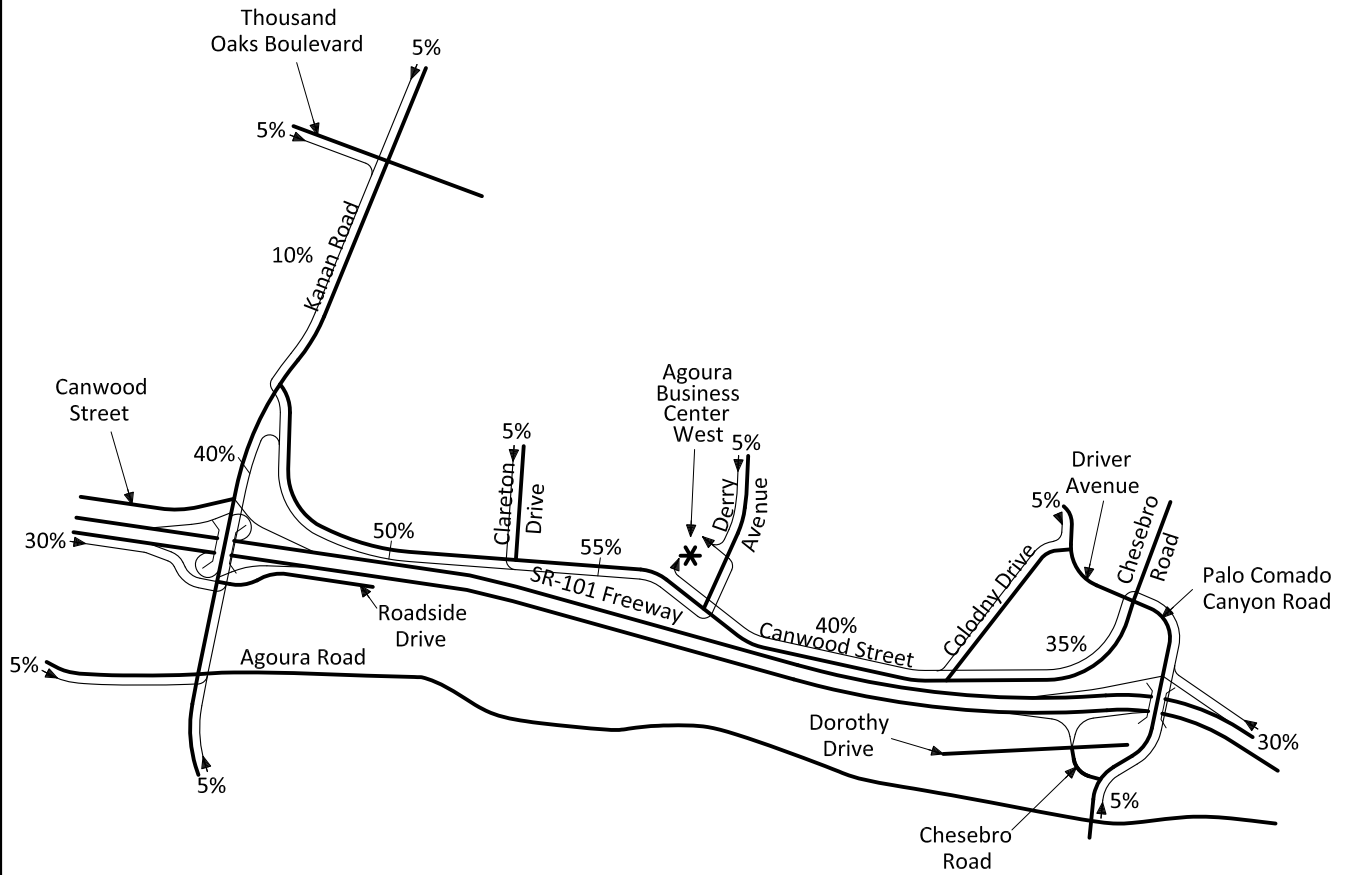 Thousand
Oaks Boulevard
5%
5%
Kanan Road
10%
Canwood
Street
40%
30%
Roadside
Drive
5%
Agoura Road
5%
50%
5%
Clareton
Drive
55%
SR-101 Freeway
Agoura
Business
Center
West
5%
Derry
Avenue
40%
Canwood Street
Colodny Drive
5%
Driver
Avenue
Chesebro
Road
35%
Palo Comado
Canyon Road
30%
Dorothy
Drive
5%
Chesebro
Road